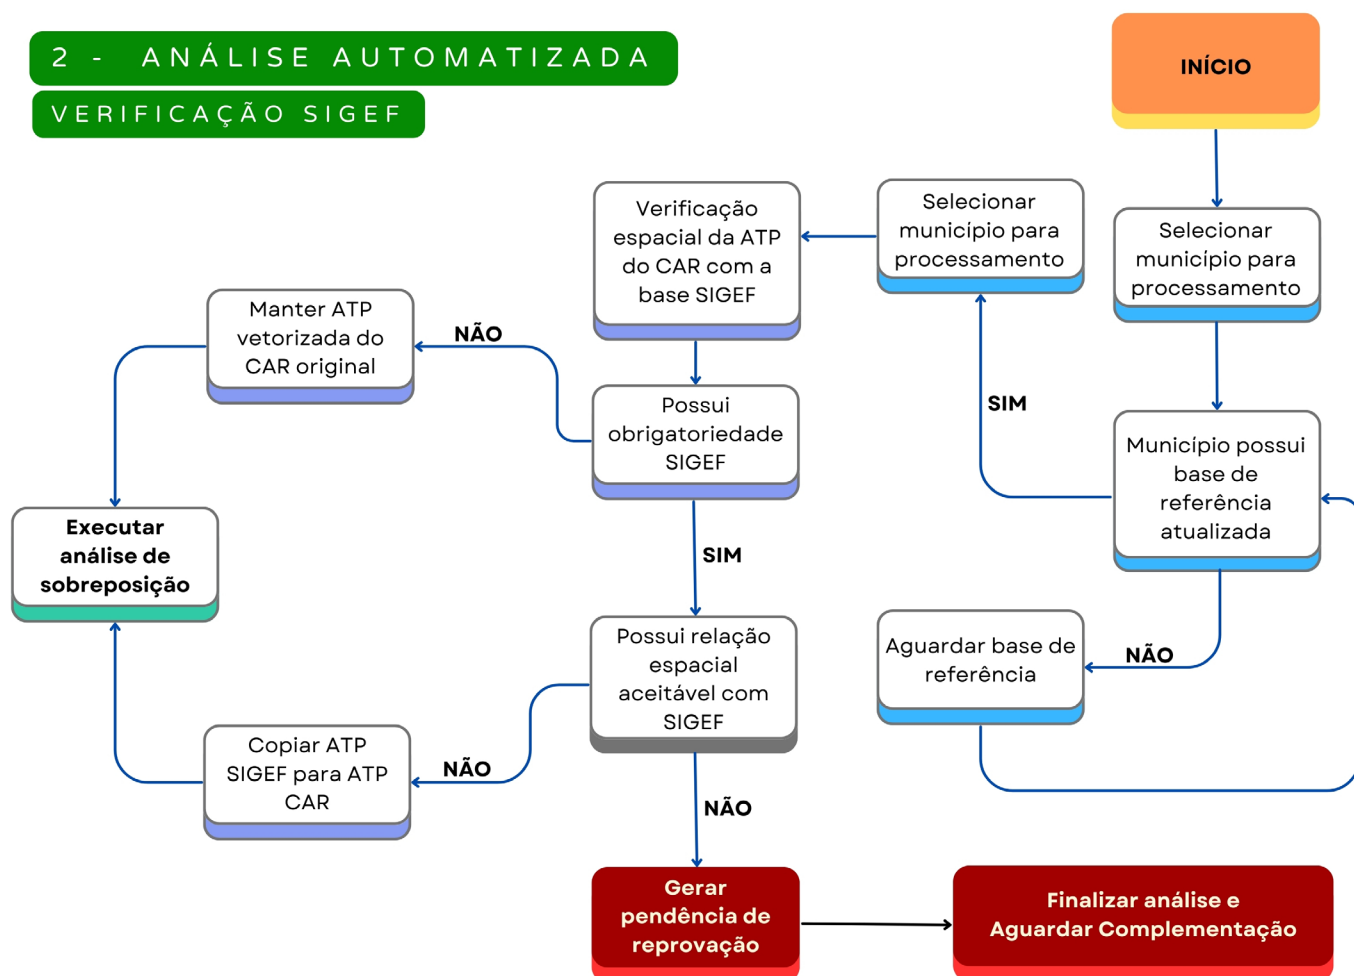 2 - ANÁLISE AUTOMATIZADA
VERIFICAÇÃO SIGEF
INÍCIO
Selecionar
município para
processamento
Município possui
base de
referência
atualizada
SIM
NÃO
Aguardar base de
referência
Selecionar
município para
processamento
Verificação
espacial da ATP
do CAR com a
base SIGEF
Possui
obrigatoriedade
SIGEF
NÃO
Manter ATP
vetorizada do
CAR original
SIM
Possui relação
espacial
aceitável com
SIGEF
NÃO
Copiar ATP
SIGEF para ATP
CAR
Executar
análise de
sobreposição
NÃO
Gerar
pendência de
reprovação
Finalizar análise e
Aguardar Complementação